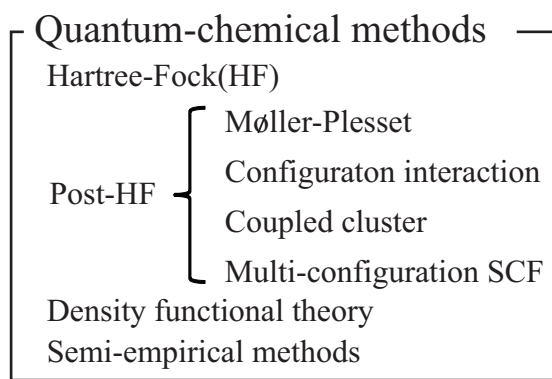 Quantum-chemical methods
Hartree-Fock(HF)
Post-HF
Møller-Plesset
Configuraton interaction
Coupled cluster
Multi-configuration SCF
Density functional theory
Semi-empirical methods